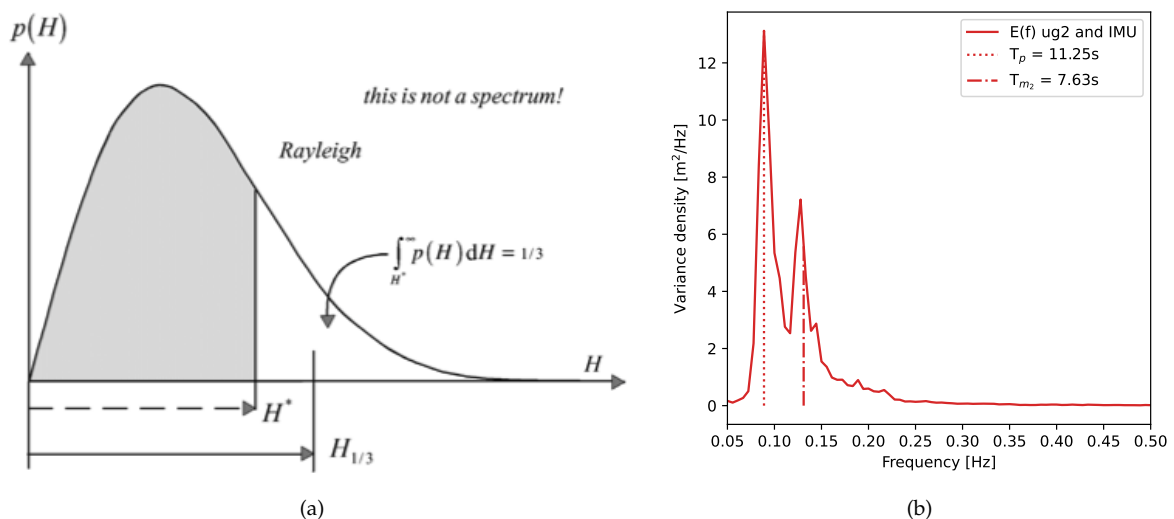 p(H)
this is not a spectrum!
Rayleigh
∫_{H*}^{∞} p(H) dH = 1/3
H
H*
H_{1/3}
(a)
E(f) ug2 and IMU
T_p = 11.25s
T_{m_2} = 7.63s
Variance density [m²/Hz]
12
10
8
6
4
2
0
0.05 0.10 0.15 0.20 0.25 0.30 0.35 0.40 0.45 0.50
Frequency [Hz]
(b)